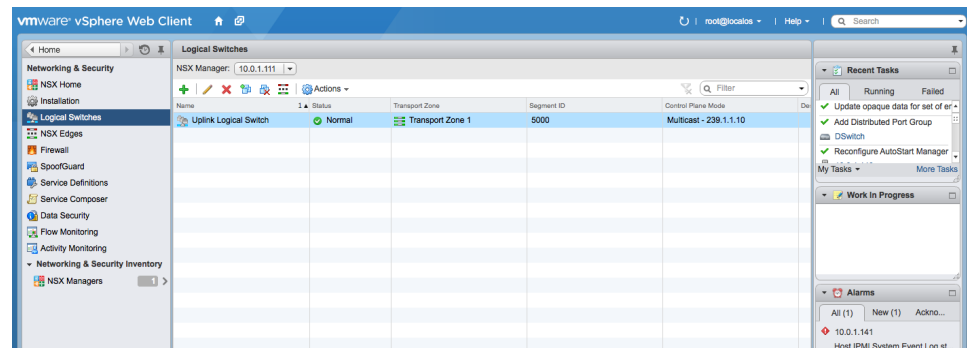 vmware® vSphere Web Client
root@localos
Help
Search
Home
Networking & Security
NSX Home
Installation
Logical Switches
NSX Edges
Firewall
SpoofGuard
Service Definitions
Service Composer
Data Security
Flow Monitoring
Activity Monitoring
Networking & Security Inventory
NSX Managers 1
Logical Switches
NSX Manager: 10.0.1.111
Actions
Filter
Name 1 Status Transport Zone Segment ID Control Plane Mode De
Uplink Logical Switch Normal Transport Zone 1 5000 Multicast - 239.1.1.10
Recent Tasks
All Running Failed
Update opaque data for set of en
Add Distributed Port Group
DSwitch
Reconfigure AutoStart Manager
My Tasks More Tasks
Work In Progress
Alarms
All (1) New (1) Ackno...
10.0.1.141
Host IPMI System Event Log st